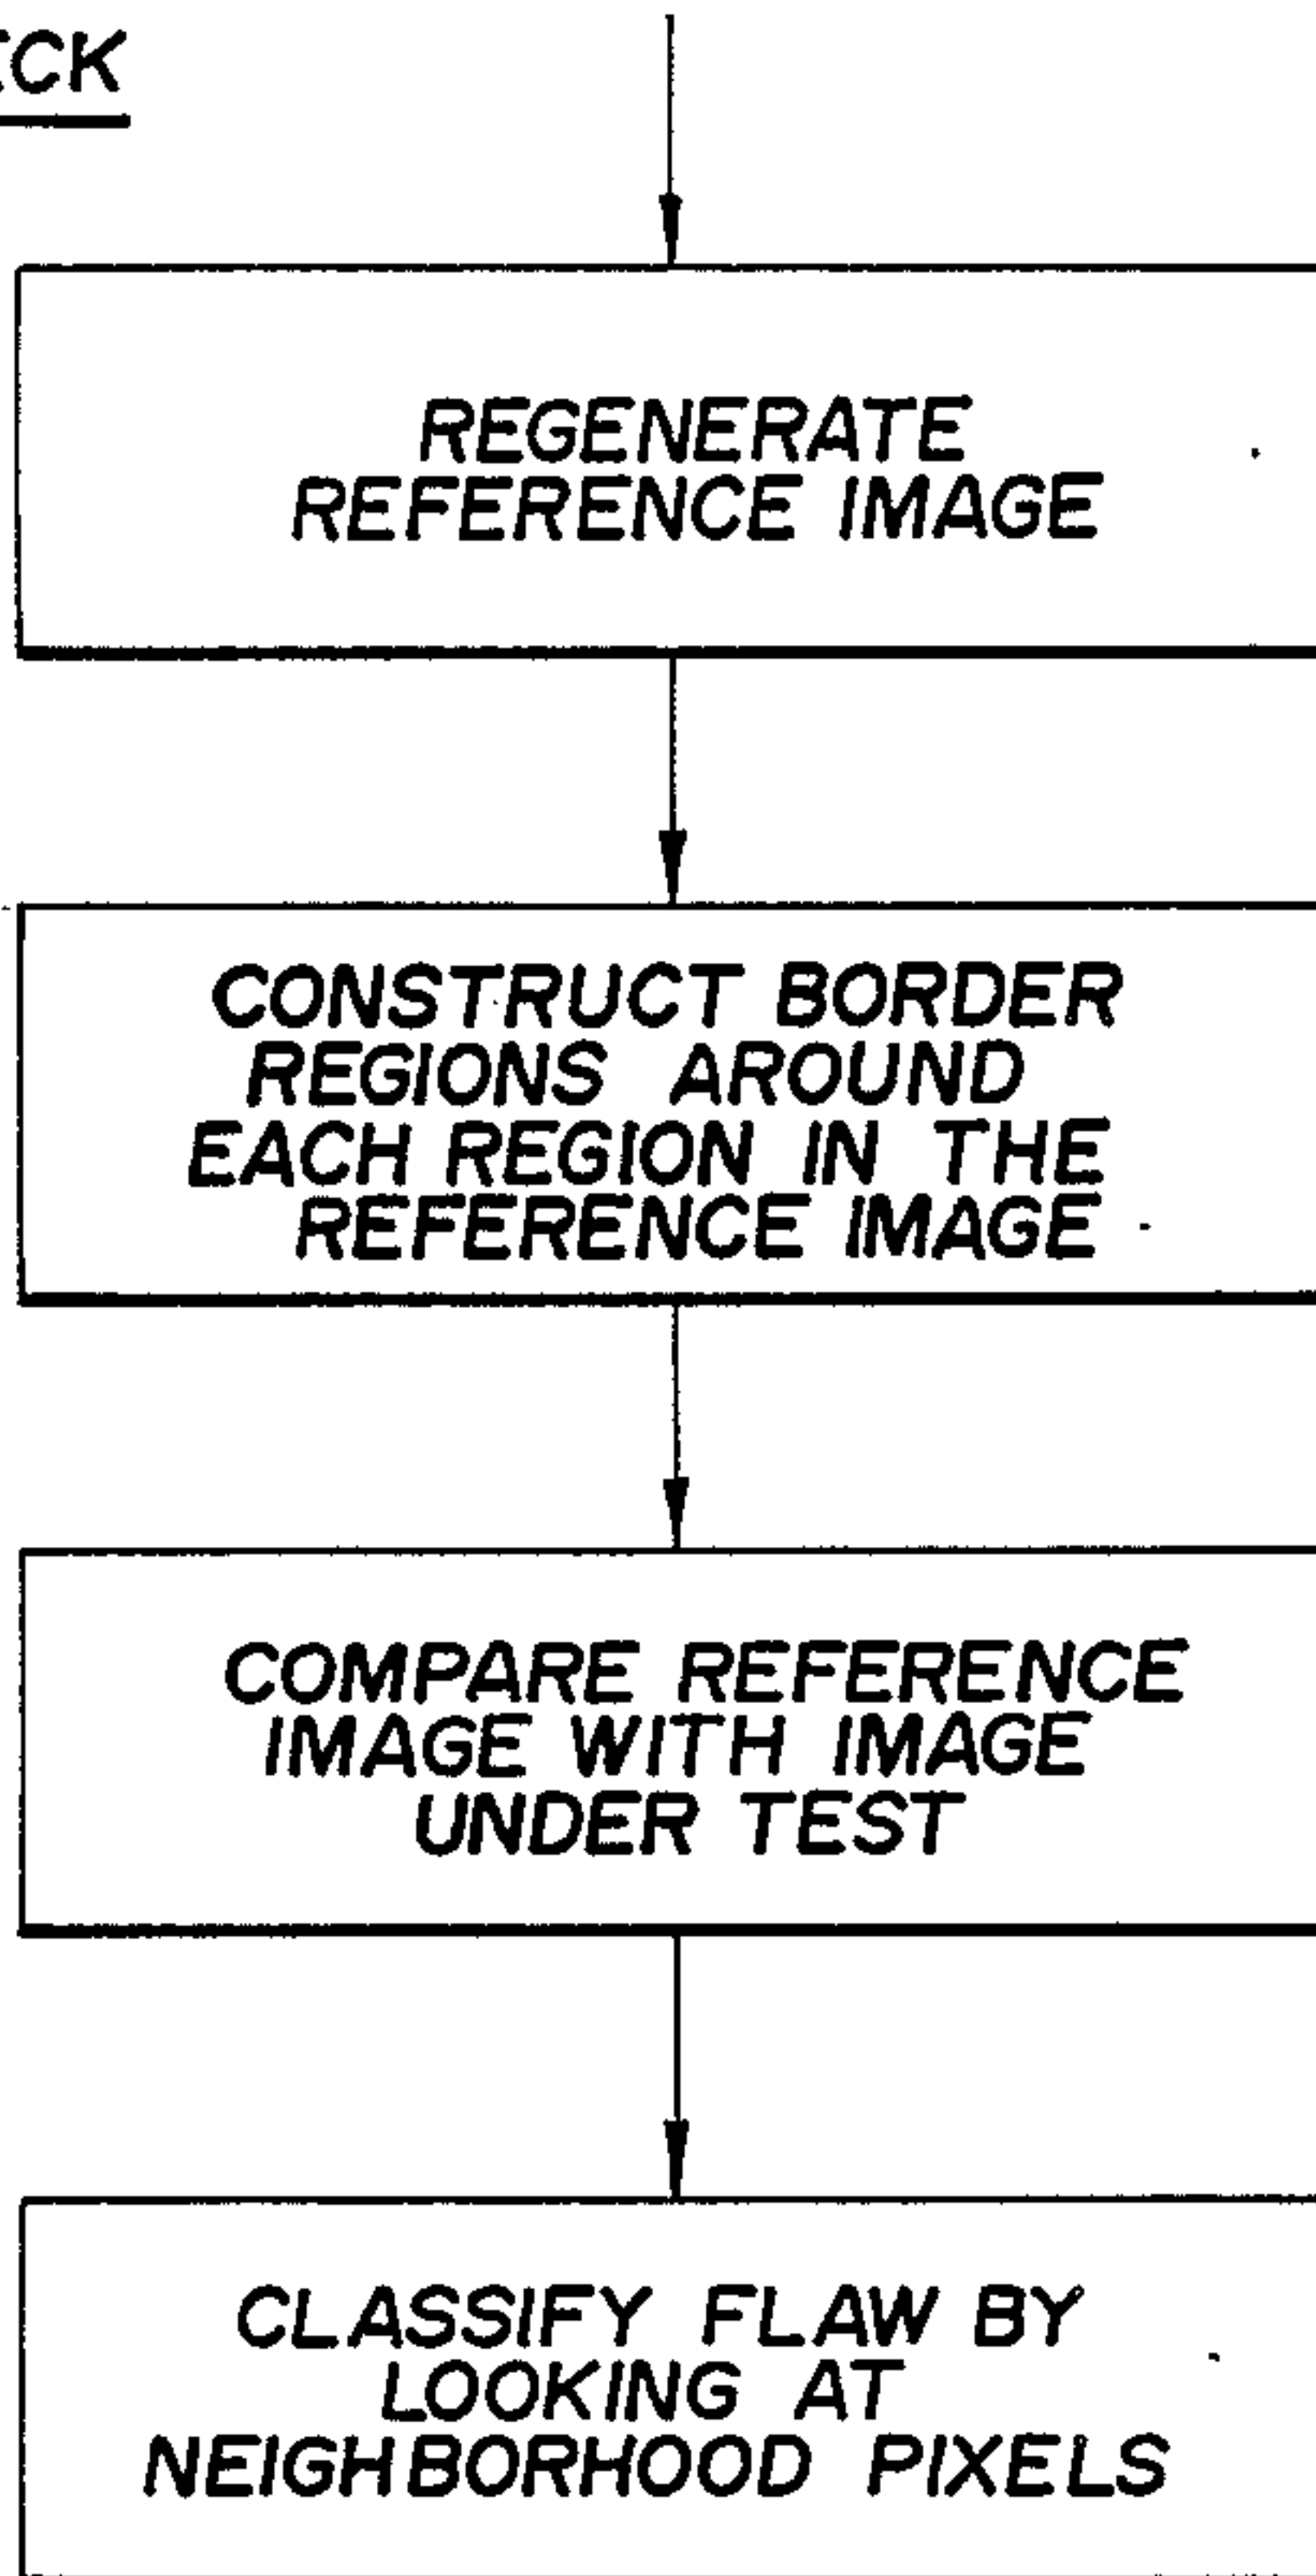 REGENERATE
REFERENCE IMAGE
CONSTRUCT BORDER
REGIONS AROUND
EACH REGION IN THE
REFERENCE IMAGE
COMPARE REFERENCE
IMAGE WITH IMAGE
UNDER TEST
CLASSIFY FLAW BY
LOOKING AT
NEIGHBORHOOD PIXELS